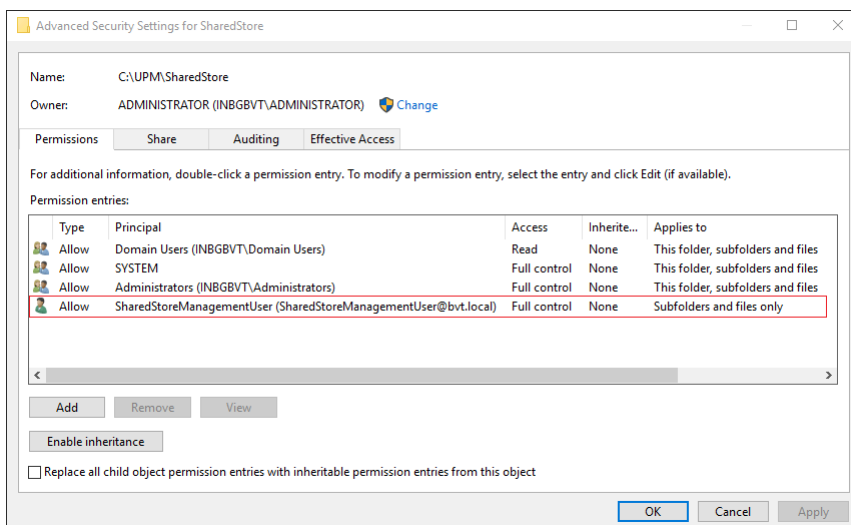 Advanced Security Settings for SharedStore
Name: C:\UPM\SharedStore
Owner: ADMINISTRATOR (INBGBVT\ADMINISTRATOR) Change
Permissions Share Auditing Effective Access
For additional information, double-click a permission entry. To modify a permission entry, select the entry and click Edit (if available).
Permission entries:
Type Principal Access Inherite... Applies to
Allow Domain Users (INBGBVT\Domain Users) Read None This folder, subfolders and files
Allow SYSTEM Full control None This folder, subfolders and files
Allow Administrators (INBGBVT\Administrators) Full control None This folder, subfolders and files
Allow SharedStoreManagementUser (SharedStoreManagementUser@bvt.local) Full control None Subfolders and files only
Add Remove View
Enable inheritance
Replace all child object permission entries with inheritable permission entries from this object
OK Cancel Apply